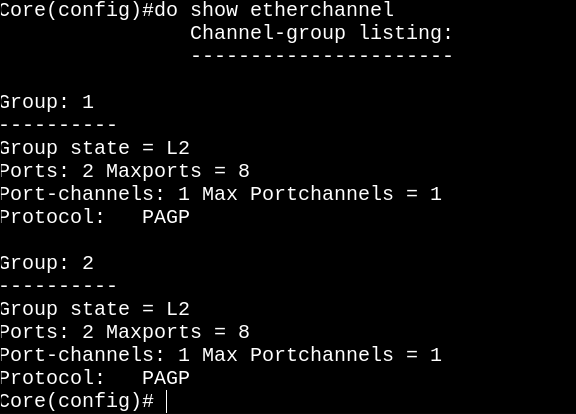 Core(config)#do show etherchannel
Channel-group listing:
----------------------
Group: 1
----------
Group state = L2
Ports: 2 Maxports = 8
Port-channels: 1 Max Portchannels = 1
Protocol:   PAGP
Group: 2
----------
Group state = L2
Ports: 2 Maxports = 8
Port-channels: 1 Max Portchannels = 1
Protocol:   PAGP
Core(config)#